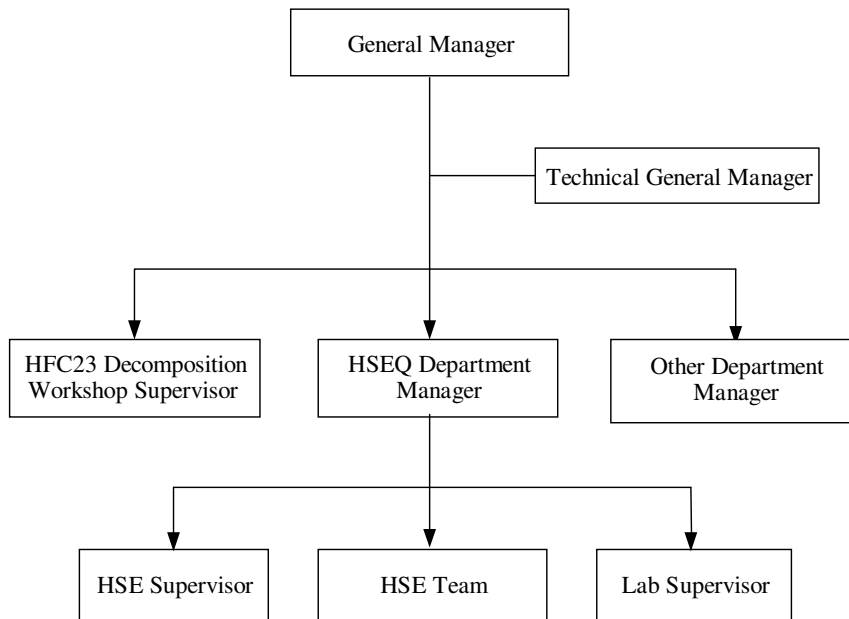 General Manager
Technical General Manager
HFC23 Decomposition
Workshop Supervisor
HSEQ Department
Manager
Other Department
Manager
HSE Supervisor
HSE Team
Lab Supervisor